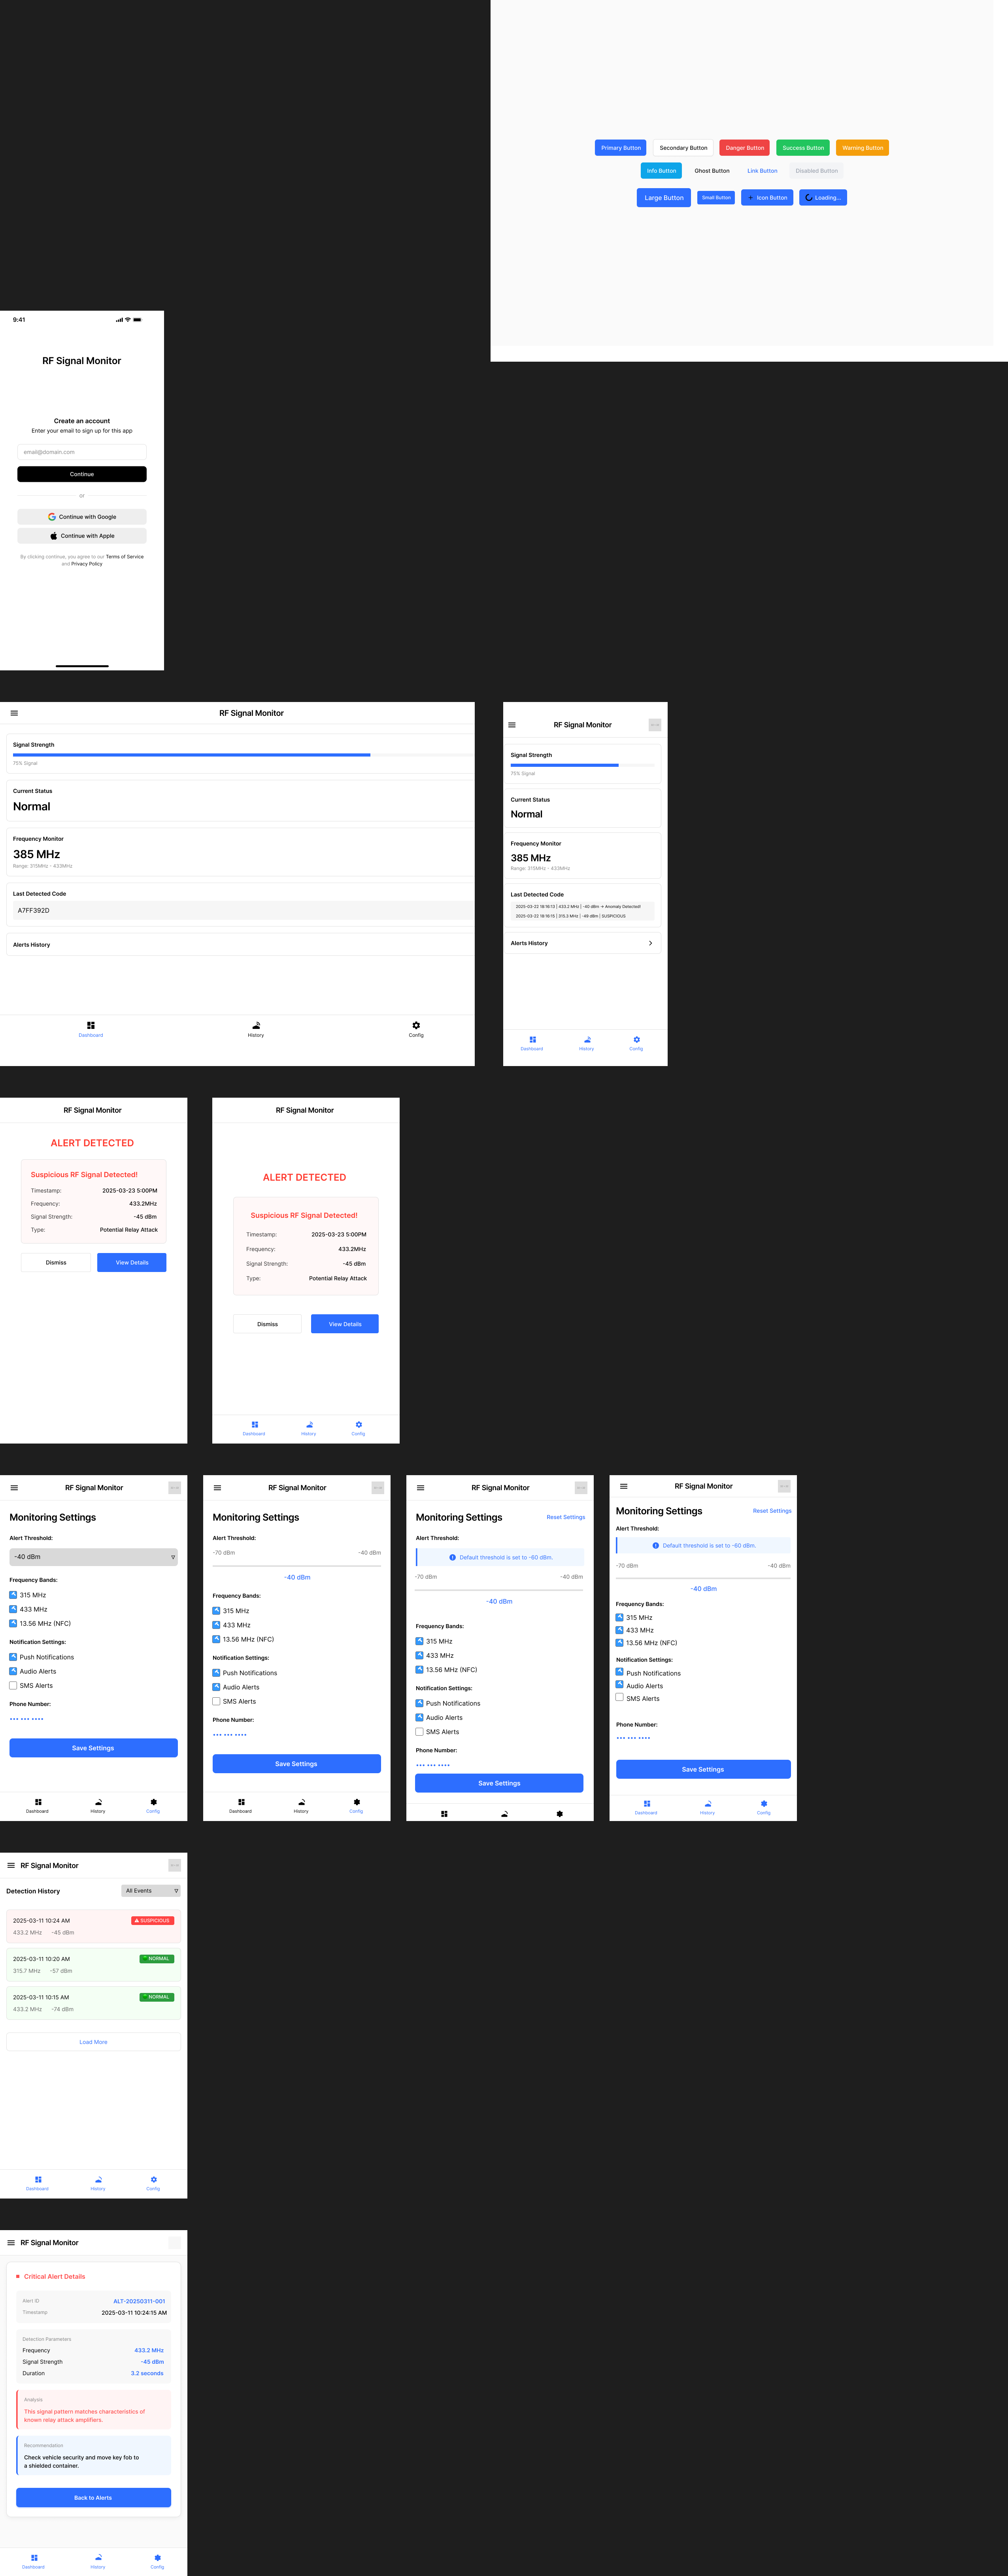 Primary Button Secondary Button Danger Button Success Button Warning Button
Info Button Ghost Button Link Button Disabled Button
Large Button Small Button + Icon Button Loading...
9:41
RF Signal Monitor
Create an account
Enter your email to sign up for this app
email@domain.com
Continue
or
Continue with Google
Continue with Apple
By clicking continue, you agree to our Terms of Service
and Privacy Policy
RF Signal Monitor
Signal Strength
75% Signal
Current Status
Normal
Frequency Monitor
385 MHz
Range: 315MHz - 433MHz
Last Detected Code
A7FF392D
Alerts History
Dashboard History Config
RF Signal Monitor
Signal Strength
75% Signal
Current Status
Normal
Frequency Monitor
385 MHz
Range: 315MHz - 433MHz
Last Detected Code
2025-03-22 18:16:13 | 433.2 MHz | -40 dBm → Anomaly Detected!
2025-03-22 18:16:15 | 315.3 MHz | -49 dBm | SUSPICIOUS
Alerts History
Dashboard History Config
RF Signal Monitor
ALERT DETECTED
Suspicious RF Signal Detected!
Timestamp: 2025-03-23 5:00PM
Frequency: 433.2MHz
Signal Strength: -45 dBm
Type: Potential Relay Attack
Dismiss View Details
RF Signal Monitor
ALERT DETECTED
Suspicious RF Signal Detected!
Timestamp: 2025-03-23 5:00PM
Frequency: 433.2MHz
Signal Strength: -45 dBm
Type: Potential Relay Attack
Dismiss View Details
Dashboard History Config
RF Signal Monitor
Monitoring Settings
Alert Threshold:
-40 dBm
Frequency Bands:
315 MHz
433 MHz
13.56 MHz (NFC)
Notification Settings:
Push Notifications
Audio Alerts
SMS Alerts
Phone Number:
*** *** ****
Save Settings
Dashboard History Config
RF Signal Monitor
Monitoring Settings
Alert Threshold:
-70 dBm -40 dBm
-40 dBm
Frequency Bands:
315 MHz
433 MHz
13.56 MHz (NFC)
Notification Settings:
Push Notifications
Audio Alerts
SMS Alerts
Phone Number:
*** *** ****
Save Settings
Dashboard History Config
RF Signal Monitor
Monitoring Settings Reset Settings
Alert Threshold:
Default threshold is set to -60 dBm.
-70 dBm -40 dBm
-40 dBm
Frequency Bands:
315 MHz
433 MHz
13.56 MHz (NFC)
Notification Settings:
Push Notifications
Audio Alerts
SMS Alerts
Phone Number:
*** *** ****
Save Settings
RF Signal Monitor
Monitoring Settings Reset Settings
Alert Threshold:
Default threshold is set to -60 dBm.
-70 dBm -40 dBm
-40 dBm
Frequency Bands:
315 MHz
433 MHz
13.56 MHz (NFC)
Notification Settings:
Push Notifications
Audio Alerts
SMS Alerts
Phone Number:
*** *** ****
Save Settings
Dashboard History Config
RF Signal Monitor
Detection History All Events
2025-03-11 10:24 AM SUSPICIOUS
433.2 MHz -45 dBm
2025-03-11 10:20 AM NORMAL
315.7 MHz -57 dBm
2025-03-11 10:15 AM NORMAL
433.2 MHz -74 dBm
Load More
Dashboard History Config
RF Signal Monitor
Critical Alert Details
Alert ID ALT-20250311-001
Timestamp 2025-03-11 10:24:15 AM
Detection Parameters
Frequency 433.2 MHz
Signal Strength -45 dBm
Duration 3.2 seconds
Analysis
This signal pattern matches characteristics of
known relay attack amplifiers.
Recommendation
Check vehicle security and move key fob to
a shielded container.
Back to Alerts
Dashboard History Config